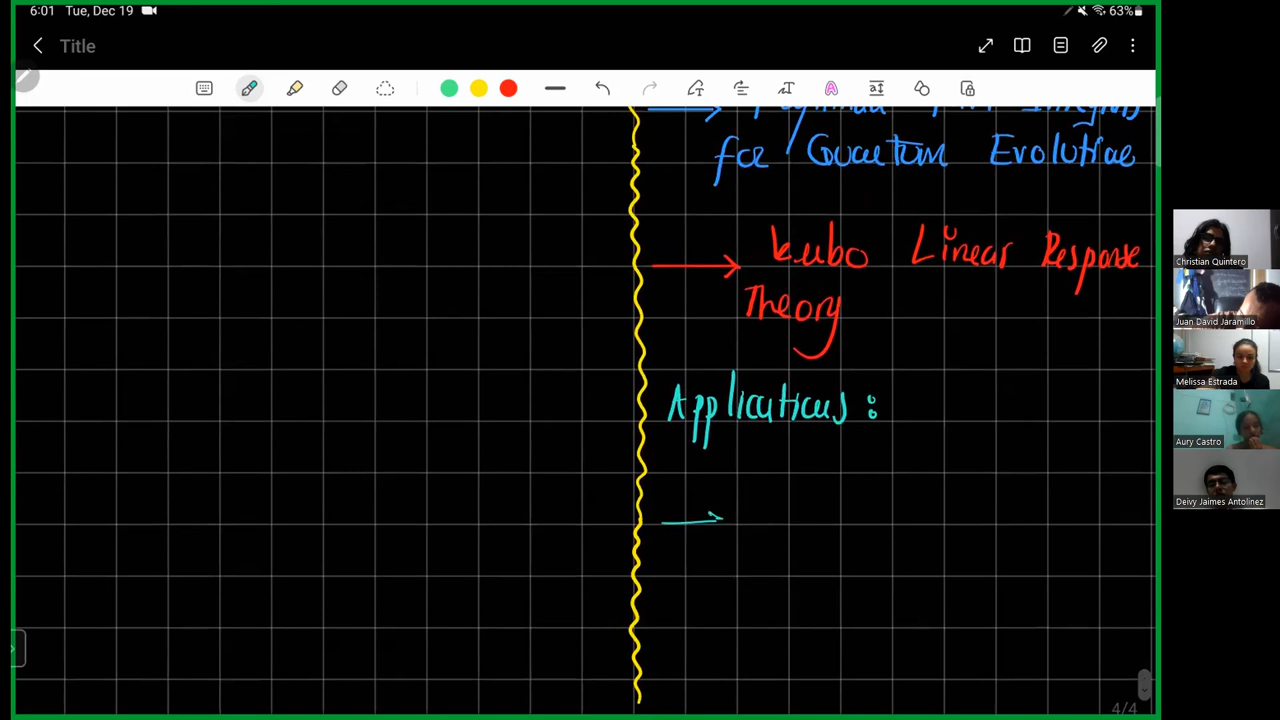 6:01 Tue, Dec 19
63%
Title
for Quantum Evolution
Kubo Linear Response
Theory
Applications:
4/4
Christian Quintero
Juan David Jaramillo
Melissa Estrada
Aury Castro
Deivy Jaimes Antolinez